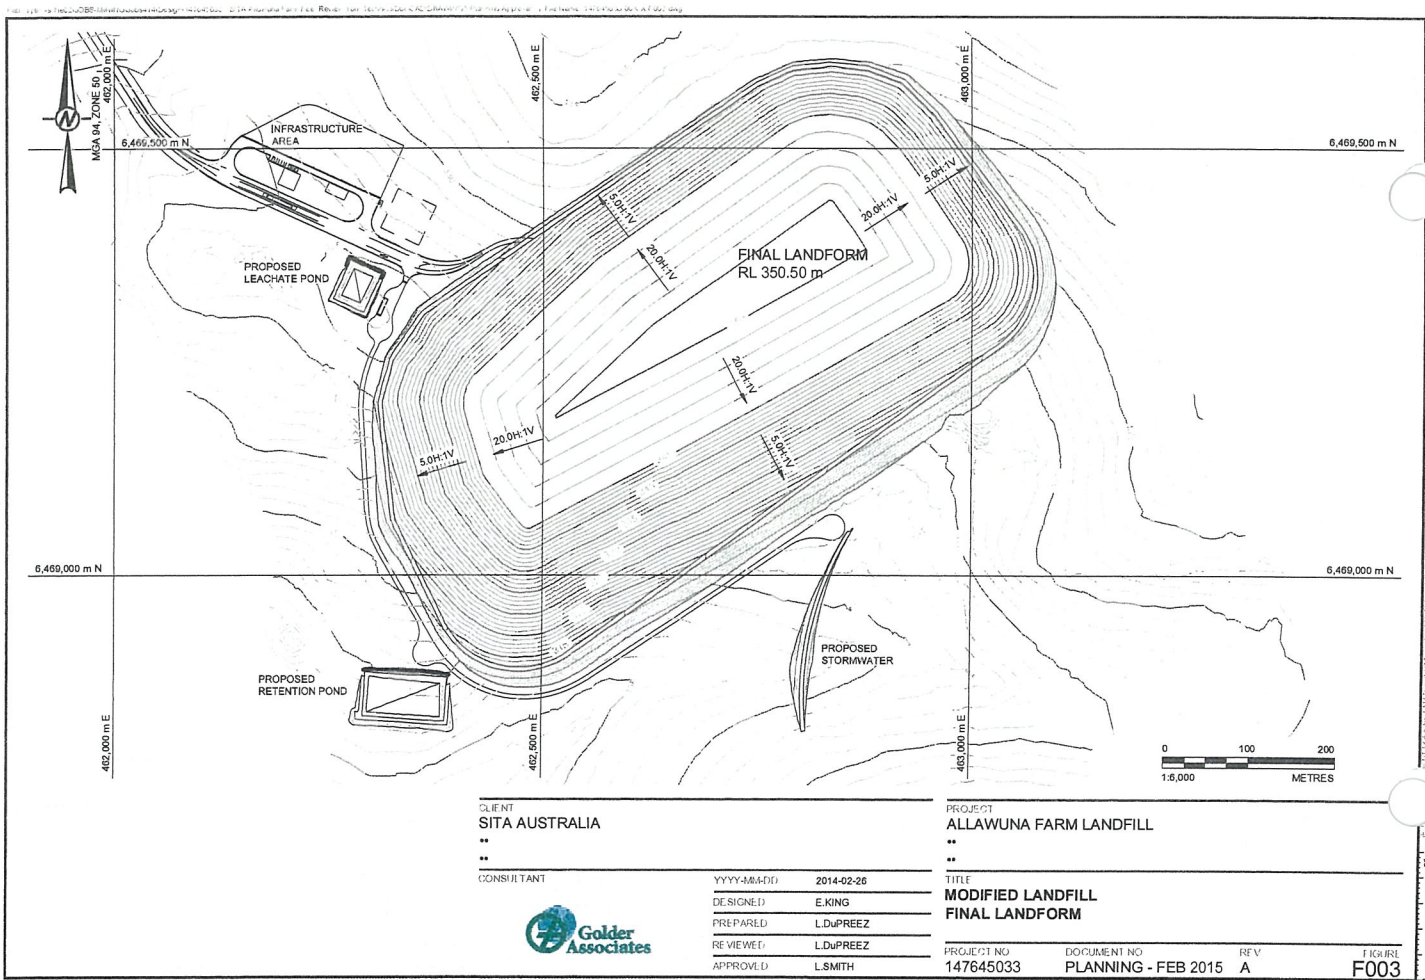 462,000 m E
462,500 m E
463,000 m E
MGA 94, ZONE 50
N
6,469,500 m N
6,469,500 m N
INFRASTRUCTURE
AREA
5.0H:1V
5.0H:1V
20.0H:1V
20.0H:1V
FINAL LANDFORM
RL 350.50 m
PROPOSED
LEACHATE POND
20.0H:1V
20.0H:1V
5.0H:1V
5.0H:1V
6,469,000 m N
6,469,000 m N
PROPOSED
STORMWATER
PROPOSED
RETENTION POND
462,000 m E
462,500 m E
463,000 m E
0 100 200
1:6,000 METRES
CLIENT
SITA AUSTRALIA
••
••
PROJECT
ALLAWUNA FARM LANDFILL
••
••
CONSULTANT
Golder
Associates
YYYY-MM-DD 2014-02-26
DESIGNED E.KING
PREPARED L.DuPREEZ
REVIEWED L.DuPREEZ
APPROVED L.SMITH
TITLE
MODIFIED LANDFILL
FINAL LANDFORM
PROJECT NO DOCUMENT NO REV FIGURE
147645033 PLANNING - FEB 2015 A F003